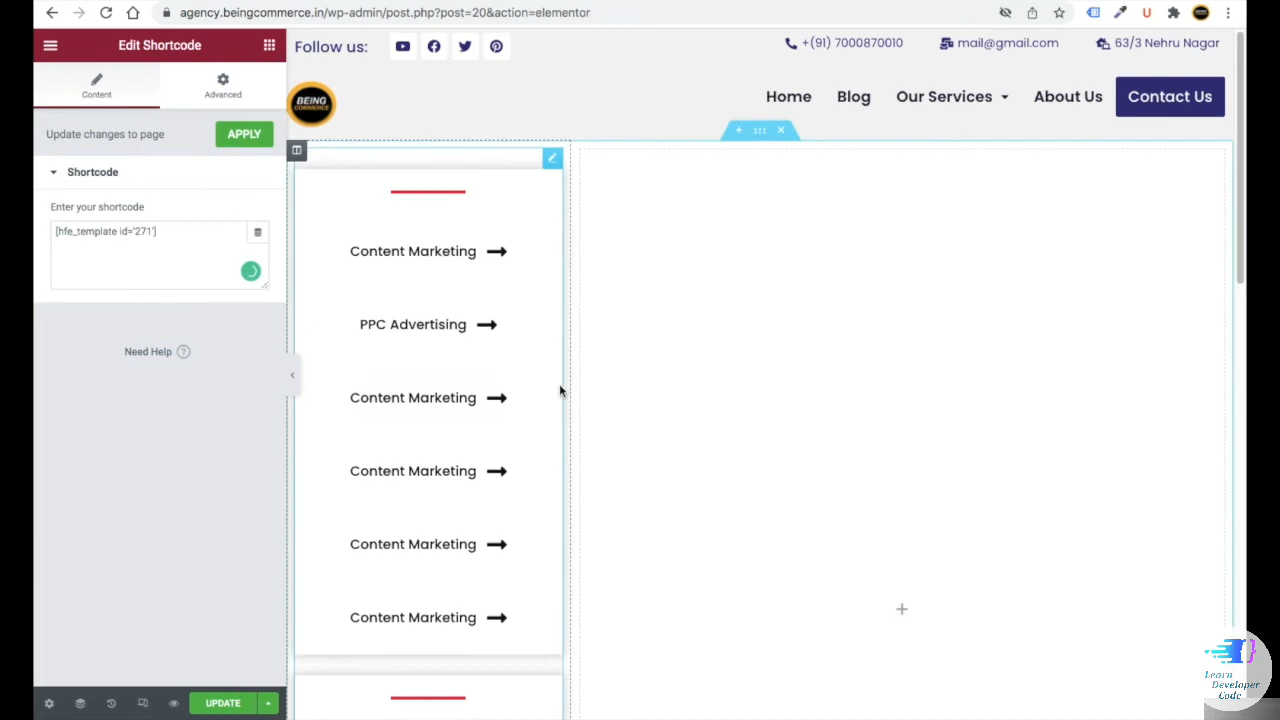 agency.beingcommerce.in/wp-admin/post.php?post=20&action=elementor
Edit Shortcode
Content
Advanced
Update changes to page
APPLY
Shortcode
Enter your shortcode
[hfe_template id='271']
Need Help ?
UPDATE
Follow us:
+(91) 7000870010
mail@gmail.com
63/3 Nehru Nagar
BEING
COMMERCE
Home
Blog
Our Services
About Us
Contact Us
Content Marketing
PPC Advertising
Content Marketing
Content Marketing
Content Marketing
Content Marketing
Learn
Developer
Code